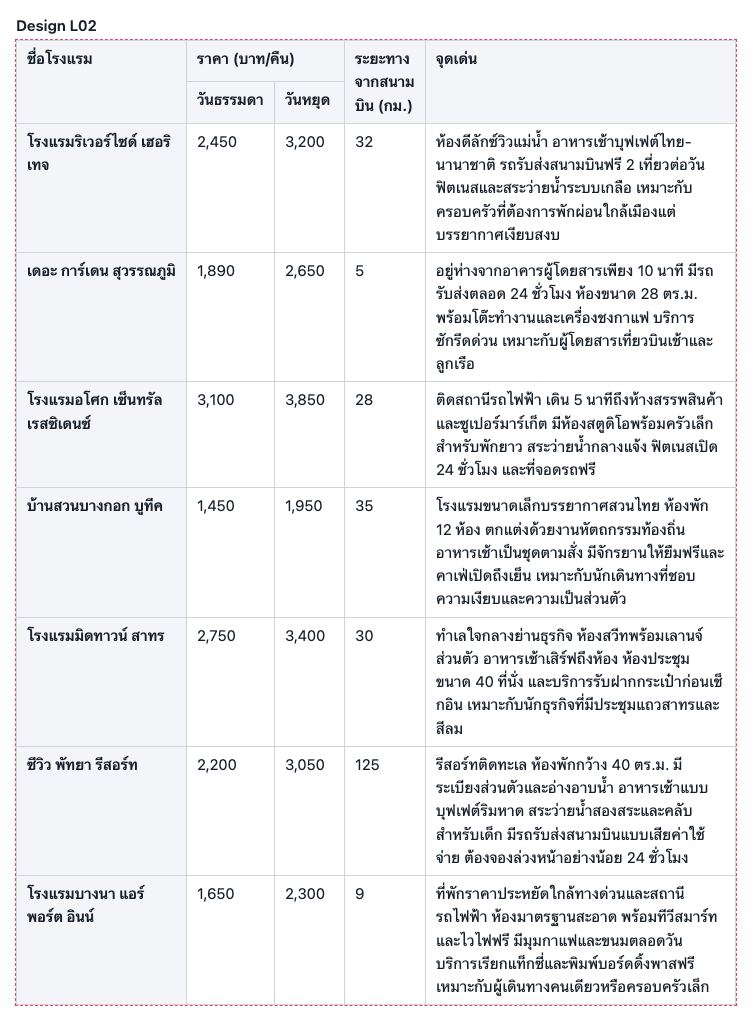 Design L02
ชื่อโรงแรม
ราคา (บาท/คืน)
ระยะทาง
จากสนาม
บิน (กม.)
จุดเด่น
วันธรรมดา
วันหยุด
โรงแรมริเวอร์ไซด์ เฮอริ
เทจ
2,450
3,200
32
ห้องดีลักซ์วิวแม่น้ำ อาหารเช้าบุฟเฟต์ไทย-
นานาชาติ รถรับส่งสนามบินฟรี 2 เที่ยวต่อวัน
ฟิตเนสและสระว่ายน้ำระบบเกลือ เหมาะกับ
ครอบครัวที่ต้องการพักผ่อนใกล้เมืองแต่
บรรยากาศเงียบสงบ
เดอะ การ์เดน สุวรรณภูมิ
1,890
2,650
5
อยู่ห่างจากอาคารผู้โดยสารเพียง 10 นาที มีรถ
รับส่งตลอด 24 ชั่วโมง ห้องขนาด 28 ตร.ม.
พร้อมโต๊ะทำงานและเครื่องชงกาแฟ บริการ
ซักรีดด่วน เหมาะกับผู้โดยสารเที่ยวบินเช้าและ
ลูกเรือ
โรงแรมอโศก เซ็นทรัล
เรสซิเดนซ์
3,100
3,850
28
ติดสถานีรถไฟฟ้า เดิน 5 นาทีถึงห้างสรรพสินค้า
และซูเปอร์มาร์เก็ต มีห้องสตูดิโอพร้อมครัวเล็ก
สำหรับพักยาว สระว่ายน้ำกลางแจ้ง ฟิตเนสเปิด
24 ชั่วโมง และที่จอดรถฟรี
บ้านสวนบางกอก บูทีค
1,450
1,950
35
โรงแรมขนาดเล็กบรรยากาศสวนไทย ห้องพัก
12 ห้อง ตกแต่งด้วยงานหัตถกรรมท้องถิ่น
อาหารเช้าเป็นชุดตามสั่ง มีจักรยานให้ยืมฟรีและ
คาเฟ่เปิดถึงเย็น เหมาะกับนักเดินทางที่ชอบ
ความเงียบและความเป็นส่วนตัว
โรงแรมมิดทาวน์ สาทร
2,750
3,400
30
ทำเลใจกลางย่านธุรกิจ ห้องสวีทพร้อมเลานจ์
ส่วนตัว อาหารเช้าเสิร์ฟถึงห้อง ห้องประชุม
ขนาด 40 ที่นั่ง และบริการรับฝากกระเป๋าก่อนเช็
กอิน เหมาะกับนักธุรกิจที่มีประชุมแถวสาทรและ
สีลม
ซีวิว พัทยา รีสอร์ท
2,200
3,050
125
รีสอร์ทติดทะเล ห้องพักกว้าง 40 ตร.ม. มี
ระเบียงส่วนตัวและอ่างอาบน้ำ อาหารเช้าแบบ
บุฟเฟต์ริมหาด สระว่ายน้ำสองสระและคลับ
สำหรับเด็ก มีรถรับส่งสนามบินแบบเสียค่าใช้
จ่าย ต้องจองล่วงหน้าอย่างน้อย 24 ชั่วโมง
โรงแรมบางนา แอร์
พอร์ต อินน์
1,650
2,300
9
ที่พักราคาประหยัดใกล้ทางด่วนและสถานี
รถไฟฟ้า ห้องมาตรฐานสะอาด พร้อมทีวีสมาร์ท
และไวไฟฟรี มีมุมกาแฟและขนมตลอดวัน
บริการเรียกแท็กซี่และพิมพ์บอร์ดดิ้งพาสฟรี
เหมาะกับผู้เดินทางคนเดียวหรือครอบครัวเล็ก